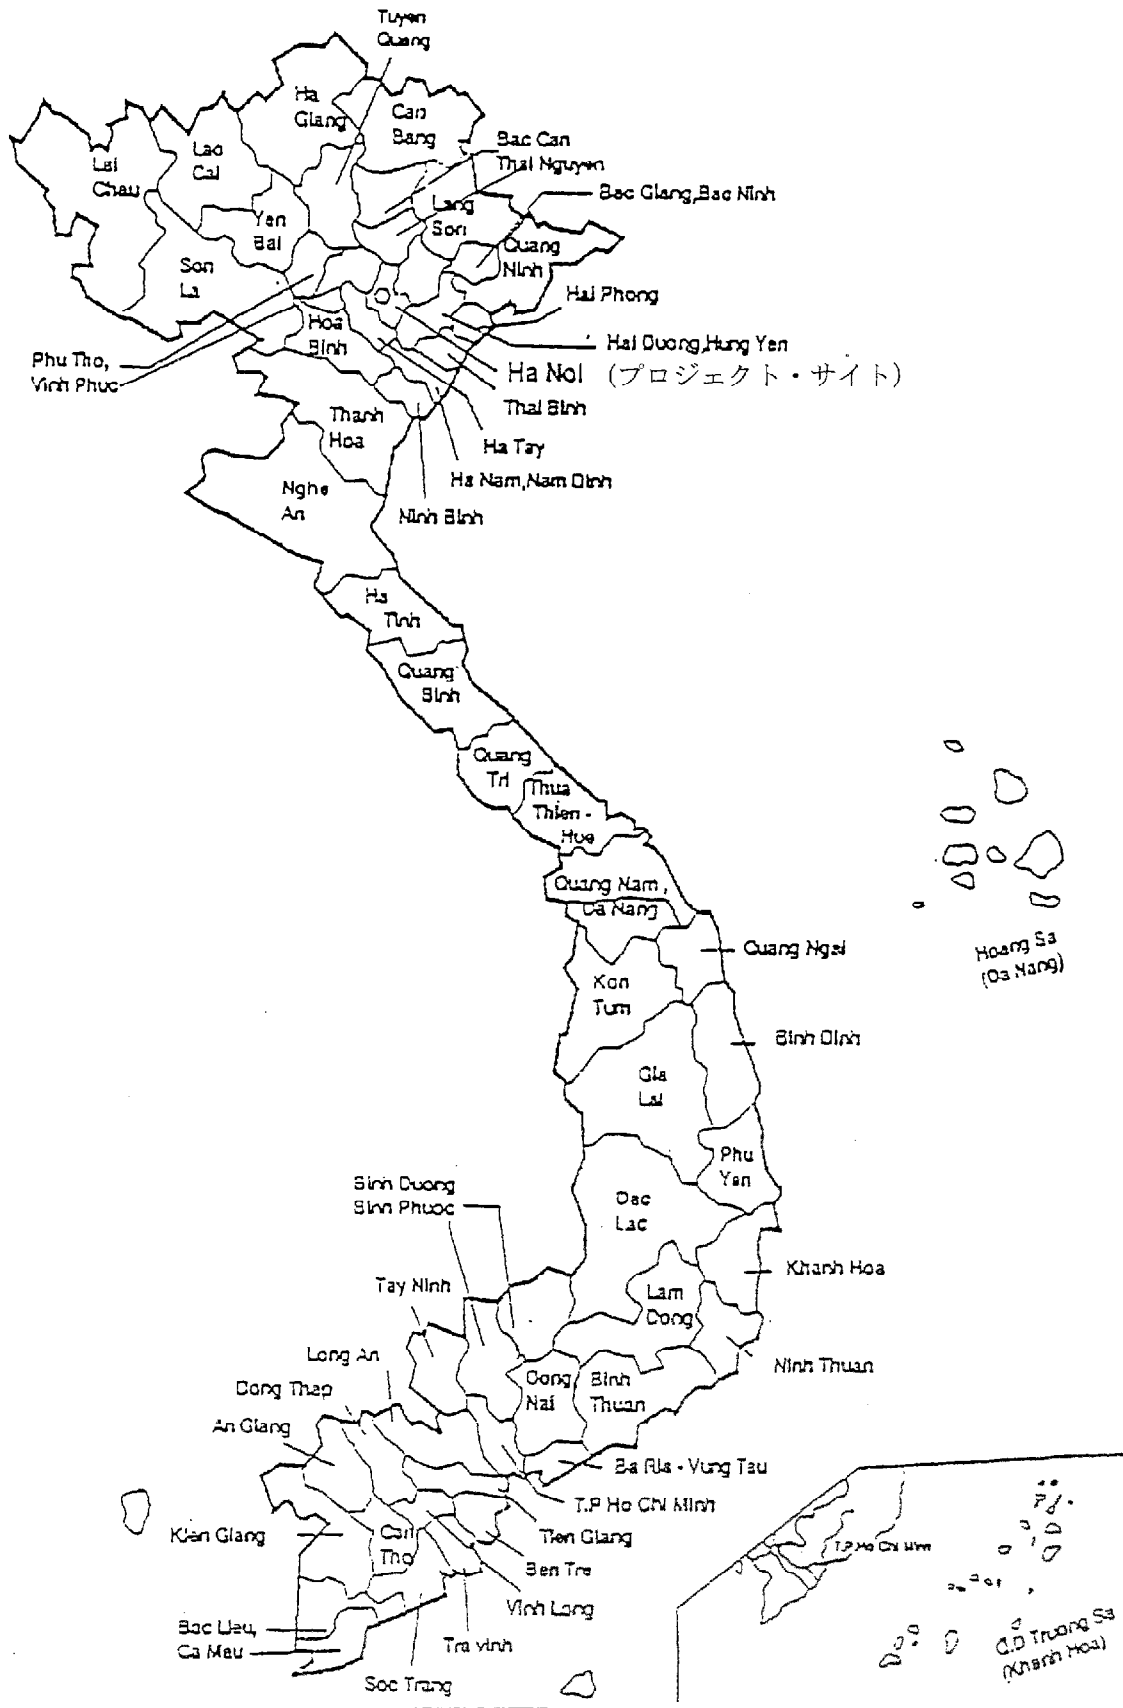 Tuyen
Quang
Ha
Giang
Cao
Bang
Lao
Cai
Lai
Chau
Bac Can
Thai Nguyen
Bac Giang,Bac Ninh
Lang
Son
Yen
Bai
Quang
Ninh
Son
La
Hai Phong
Hoa
Binh
Hai Duong,Hung Yen
Phu Tho,
Vinh Phuc
Ha Noi (プロジェクト・サイト)
Thai Binh
Thanh
Hoa
Ha Tay
Ha Nam,Nam Dinh
Nghe
An
Ninh Binh
Ha
Tinh
Quang
Binh
Quang
Tri
Thua
Thien -
Hue
Quang Nam,
Da Nang
Quang Ngai
Hoang Sa
(Da Nang)
Kon
Tum
Binh Dinh
Gia
Lai
Phu
Yen
Binh Duong
Binh Phuoc
Dac
Lac
Khanh Hoa
Tay Ninh
Lam
Dong
Long An
Ninh Thuan
Dong Thap
Dong
Nai
Binh
Thuan
An Giang
Ba Ria - Vung Tau
T.P Ho Chi Minh
Kien Giang
Can
Tho
Tien Giang
Ben Tre
Vinh Long
Bac Lieu,
Ca Mau
Tra vinh
Soc Trang
T.P Ho Chi Minh
Q.D Truong Sa
(Khanh Hoa)